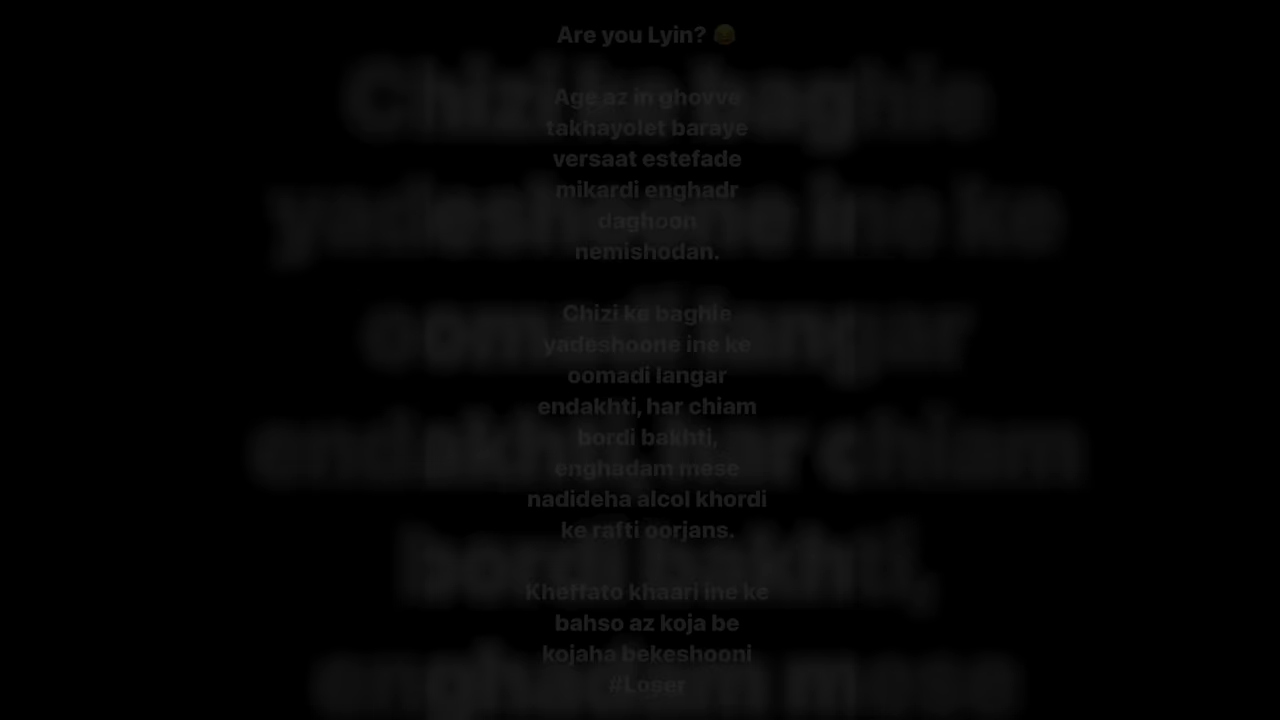 Are you Lyin? 😂
Age az in ghovve
takhayolet baraye
versaat estefade
mikardi enghadr
daghoon
nemishodan.
Chizi ke baghie
yadeshoone ine ke
oomadi langar
endakhti, har chiam
bordi bakhti,
enghadam mese
nadideha alcol khordi
ke rafti oorjans.
Kheffato khaari ine ke
bahso az koja be
kojaha bekeshooni
#Loser